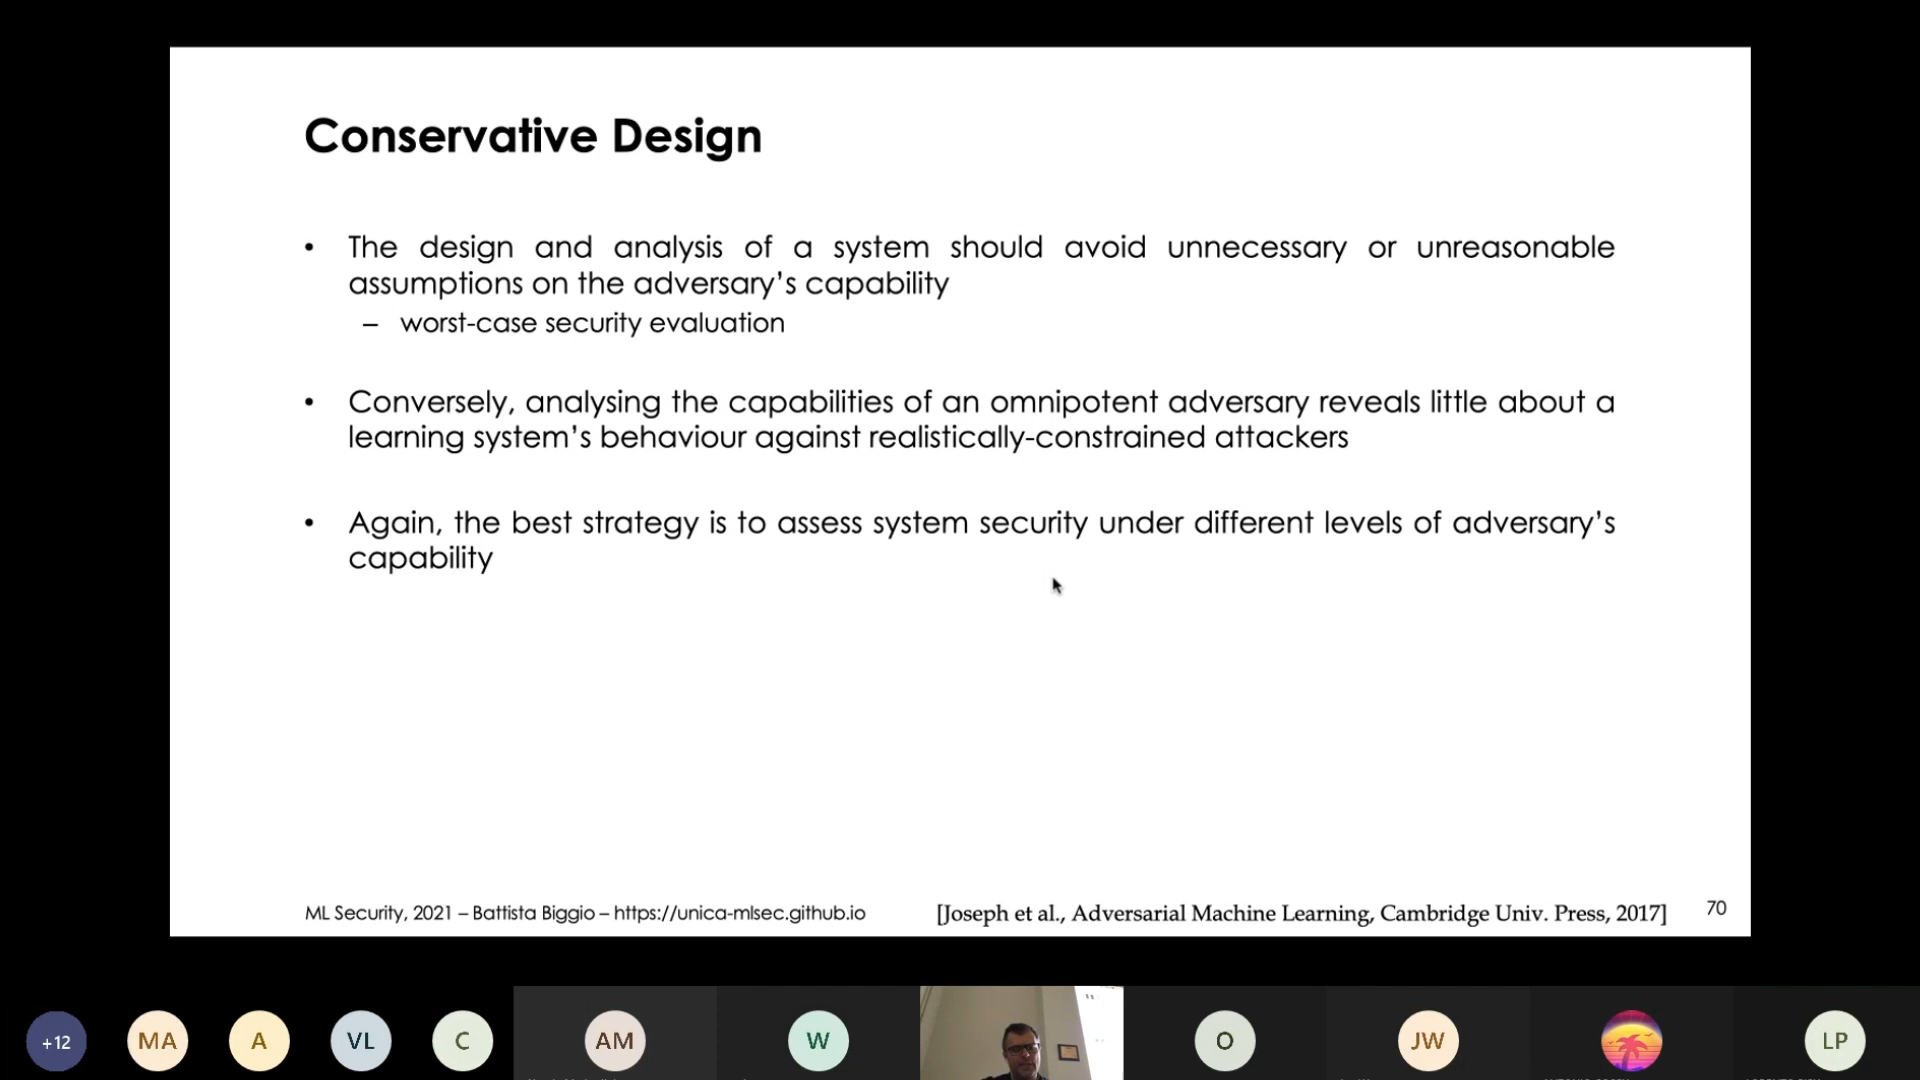 Conservative Design
• The design and analysis of a system should avoid unnecessary or unreasonable
assumptions on the adversary’s capability
– worst-case security evaluation
• Conversely, analysing the capabilities of an omnipotent adversary reveals little about a
learning system’s behaviour against realistically-constrained attackers
• Again, the best strategy is to assess system security under different levels of adversary’s
capability
ML Security, 2021 – Battista Biggio – https://unica-mlsec.github.io
[Joseph et al., Adversarial Machine Learning, Cambridge Univ. Press, 2017]
70
+12
MA
A
VL
C
AM
W
O
JW
LP